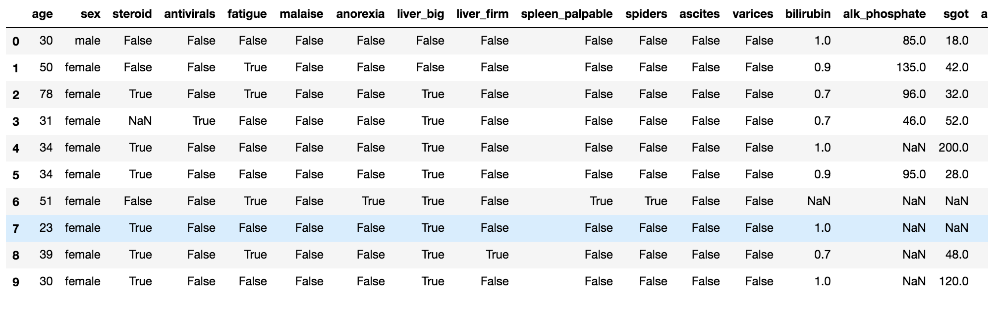 age sex steroid antivirals fatigue malaise anorexia liver_big liver_firm spleen_palpable spiders ascites varices bilirubin alk_phosphate sgot a
0 30 male False False False False False False False False False False False 1.0 85.0 18.0
1 50 female False False True False False False False False False False False 0.9 135.0 42.0
2 78 female True False True False False True False False False False False 0.7 96.0 32.0
3 31 female NaN True False False False True False False False False False 0.7 46.0 52.0
4 34 female True False False False False True False False False False False 1.0 NaN 200.0
5 34 female True False False False False True False False False False False 0.9 95.0 28.0
6 51 female False False True False True True False True True False False NaN NaN NaN
7 23 female True False False False False True False False False False False 1.0 NaN NaN
8 39 female True False True False False True True False False False False 0.7 NaN 48.0
9 30 female True False False False False True False False False False False 1.0 NaN 120.0